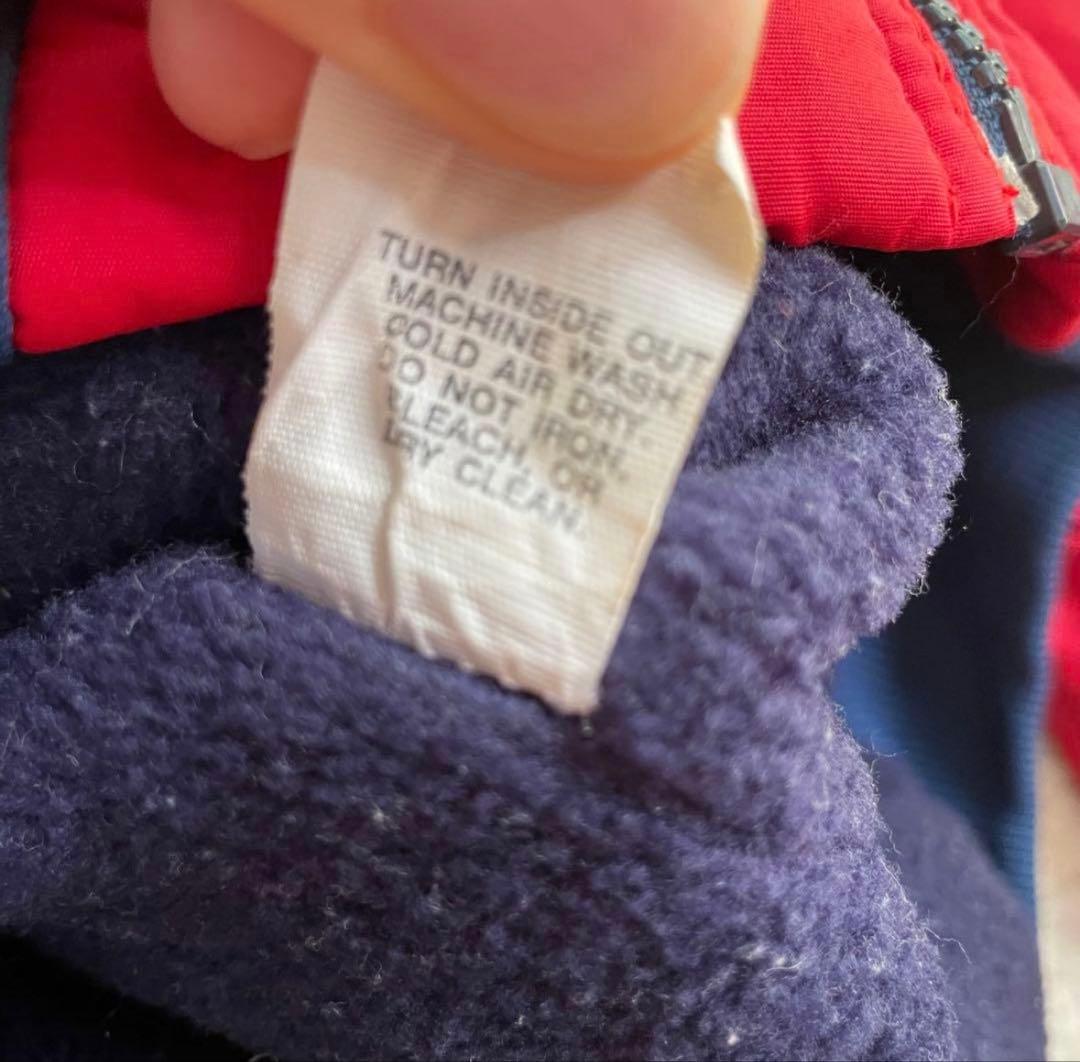 TURN INSIDE OUT
MACHINE WASH
COLD AIR DRY.
DO NOT IRON,
BLEACH, OR
DRY CLEAN.